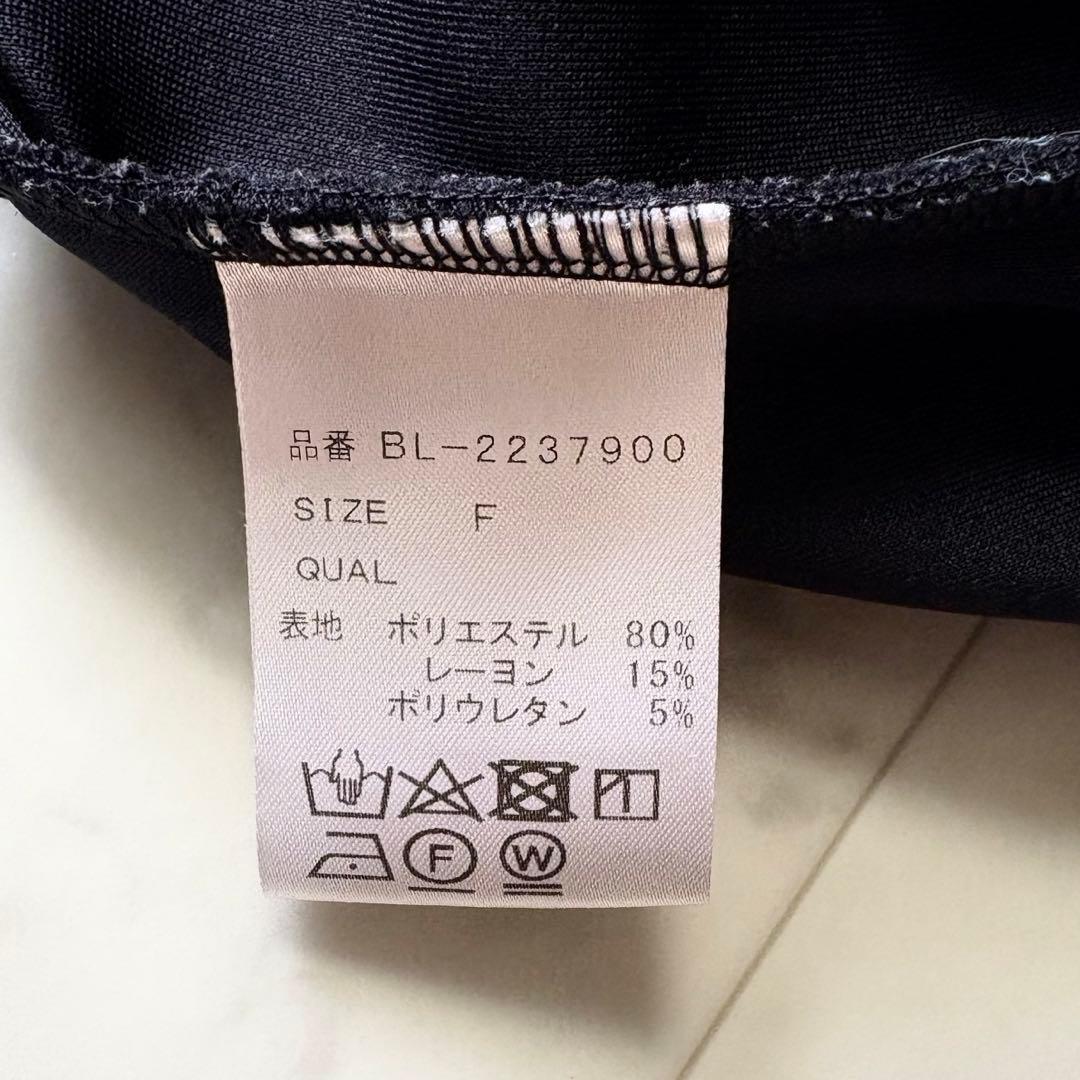 品番 BL-2237900
SIZE F
QUAL
表地 ポリエステル 80%
レーヨン 15%
ポリウレタン 5%
F W